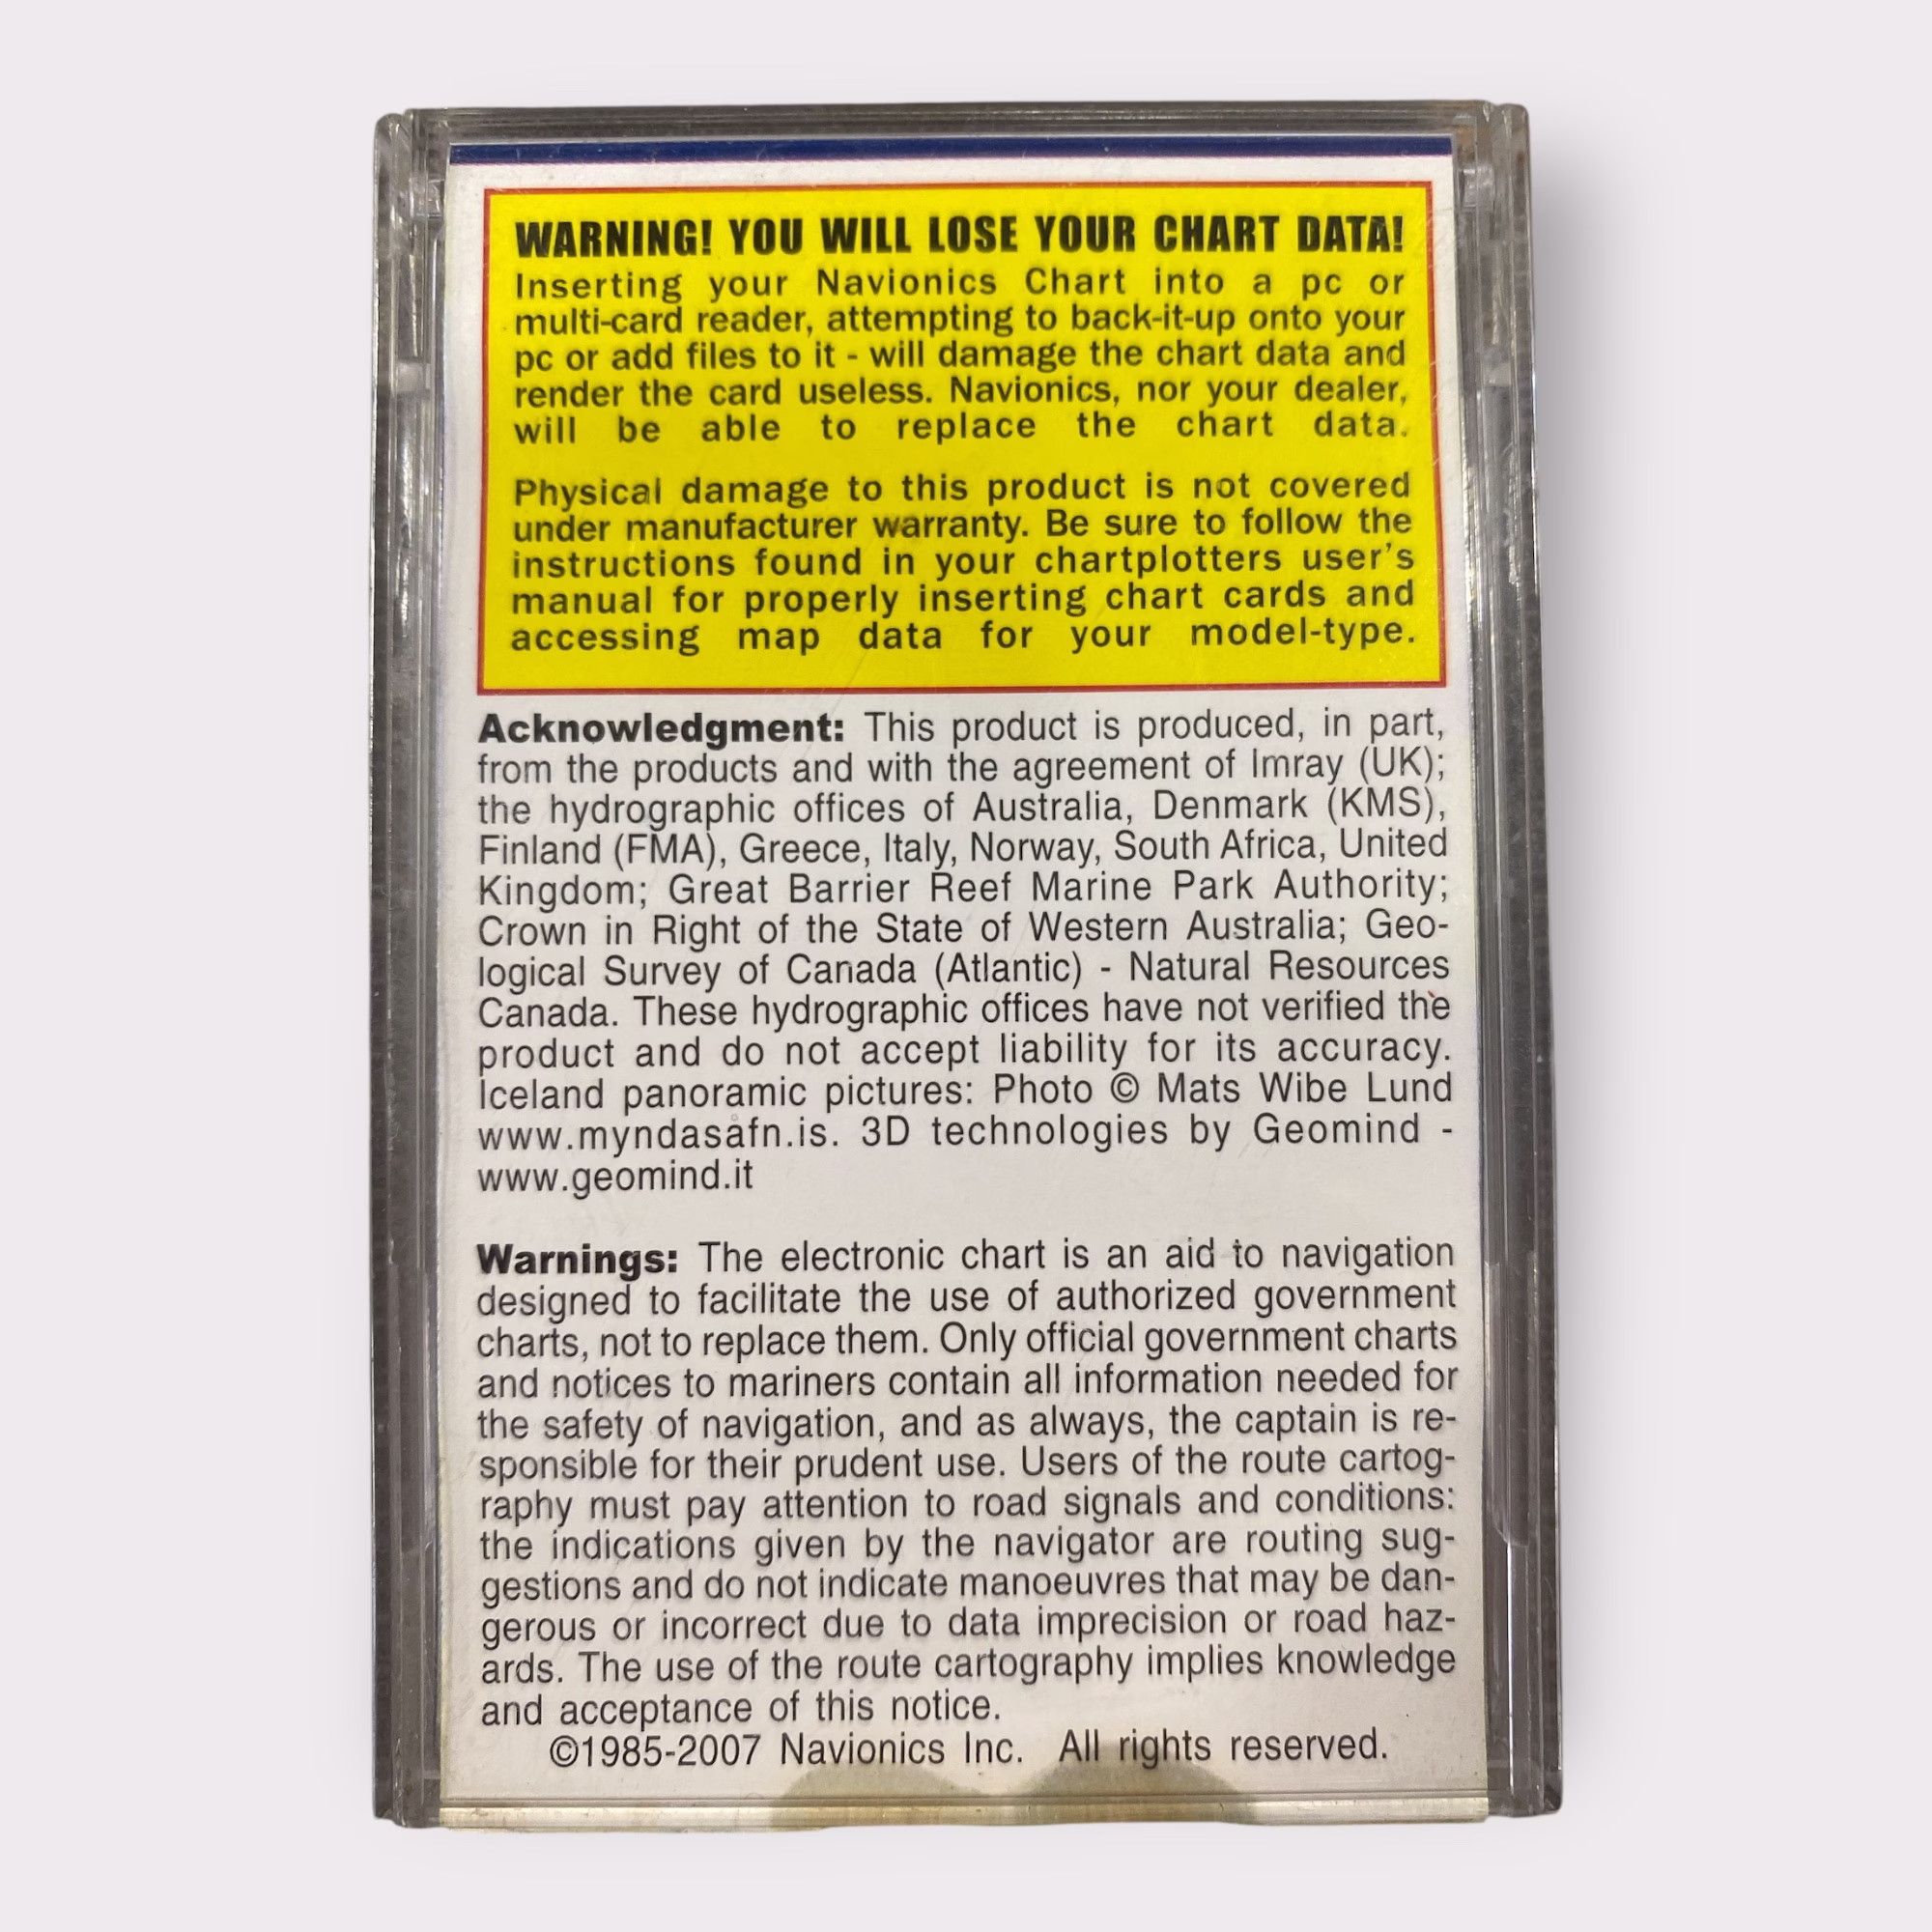 WARNING! YOU WILL LOSE YOUR CHART DATA!
Inserting your Navionics Chart into a pc or
multi-card reader, attempting to back-it-up onto your
pc or add files to it - will damage the chart data and
render the card useless. Navionics, nor your dealer,
will be able to replace the chart data.
Physical damage to this product is not covered
under manufacturer warranty. Be sure to follow the
instructions found in your chartplotters user's
manual for properly inserting chart cards and
accessing map data for your model-type.
Acknowledgment: This product is produced, in part,
from the products and with the agreement of Imray (UK);
the hydrographic offices of Australia, Denmark (KMS),
Finland (FMA), Greece, Italy, Norway, South Africa, United
Kingdom; Great Barrier Reef Marine Park Authority;
Crown in Right of the State of Western Australia; Geo-
logical Survey of Canada (Atlantic) - Natural Resources
Canada. These hydrographic offices have not verified the
product and do not accept liability for its accuracy.
Iceland panoramic pictures: Photo © Mats Wibe Lund
www.myndasafn.is. 3D technologies by Geomind -
www.geomind.it
Warnings: The electronic chart is an aid to navigation
designed to facilitate the use of authorized government
charts, not to replace them. Only official government charts
and notices to mariners contain all information needed for
the safety of navigation, and as always, the captain is re-
sponsible for their prudent use. Users of the route cartog-
raphy must pay attention to road signals and conditions:
the indications given by the navigator are routing sug-
gestions and do not indicate manoeuvres that may be dan-
gerous or incorrect due to data imprecision or road haz-
ards. The use of the route cartography implies knowledge
and acceptance of this notice.
©1985-2007 Navionics Inc. All rights reserved.